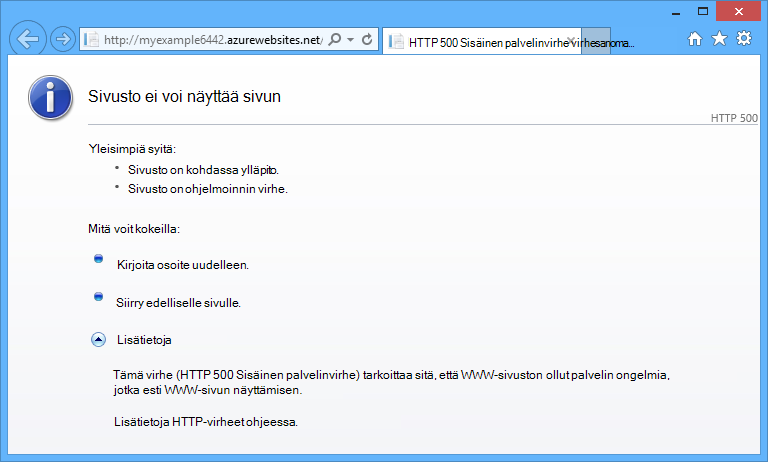 http://myexample6442.azurewebsites.net/
HTTP 500 Sisäinen palvelinvirhe virhesanoma...
Sivusto ei voi näyttää sivun
HTTP 500
Yleisimpiä syitä:
Sivusto on kohdassa ylläpito.
Sivusto on ohjelmoinnin virhe.
Mitä voit kokeilla:
Kirjoita osoite uudelleen.
Siirry edelliselle sivulle.
Lisätietoja
Tämä virhe (HTTP 500 Sisäinen palvelinvirhe) tarkoittaa sitä, että WWW-sivuston ollut palvelin ongelmia,
jotka esti WWW-sivun näyttämisen.
Lisätietoja HTTP-virheet ohjeessa.